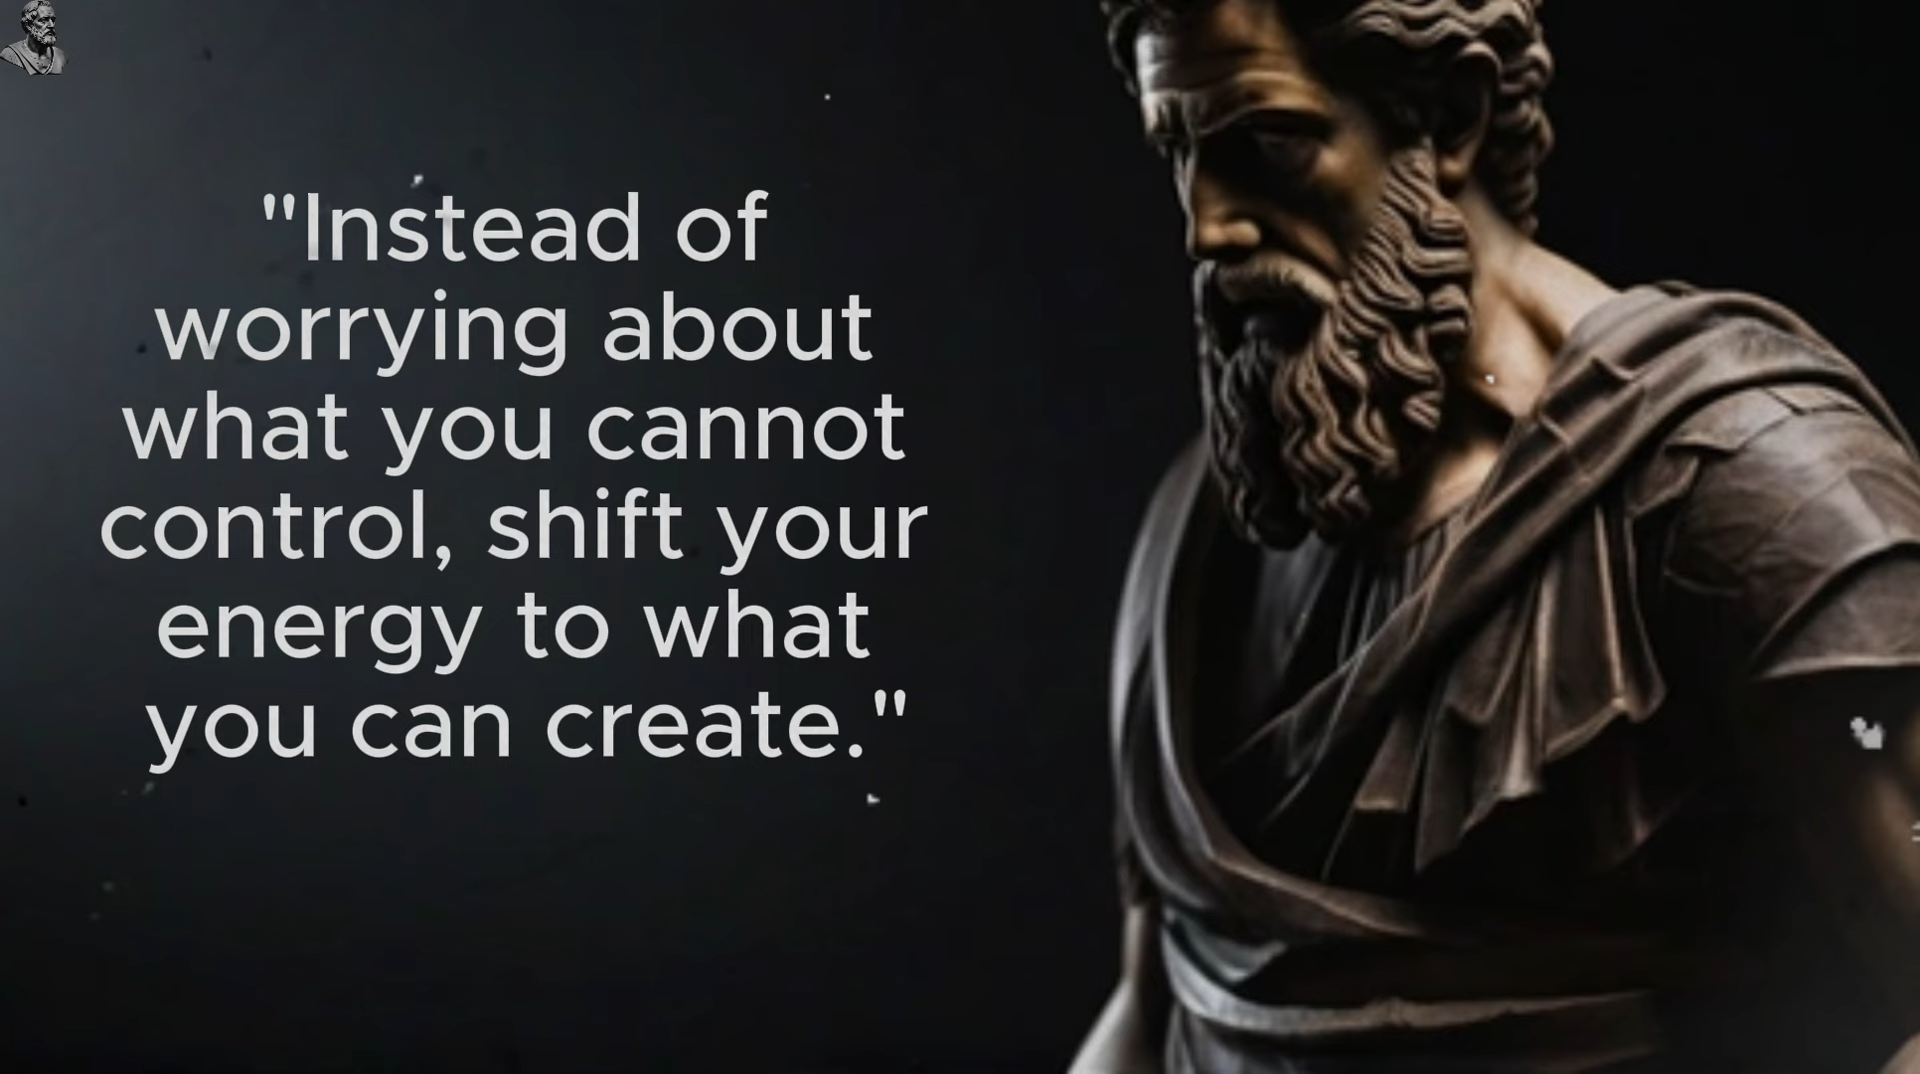 "Instead of
worrying about
what you cannot
control, shift your
energy to what
you can create."